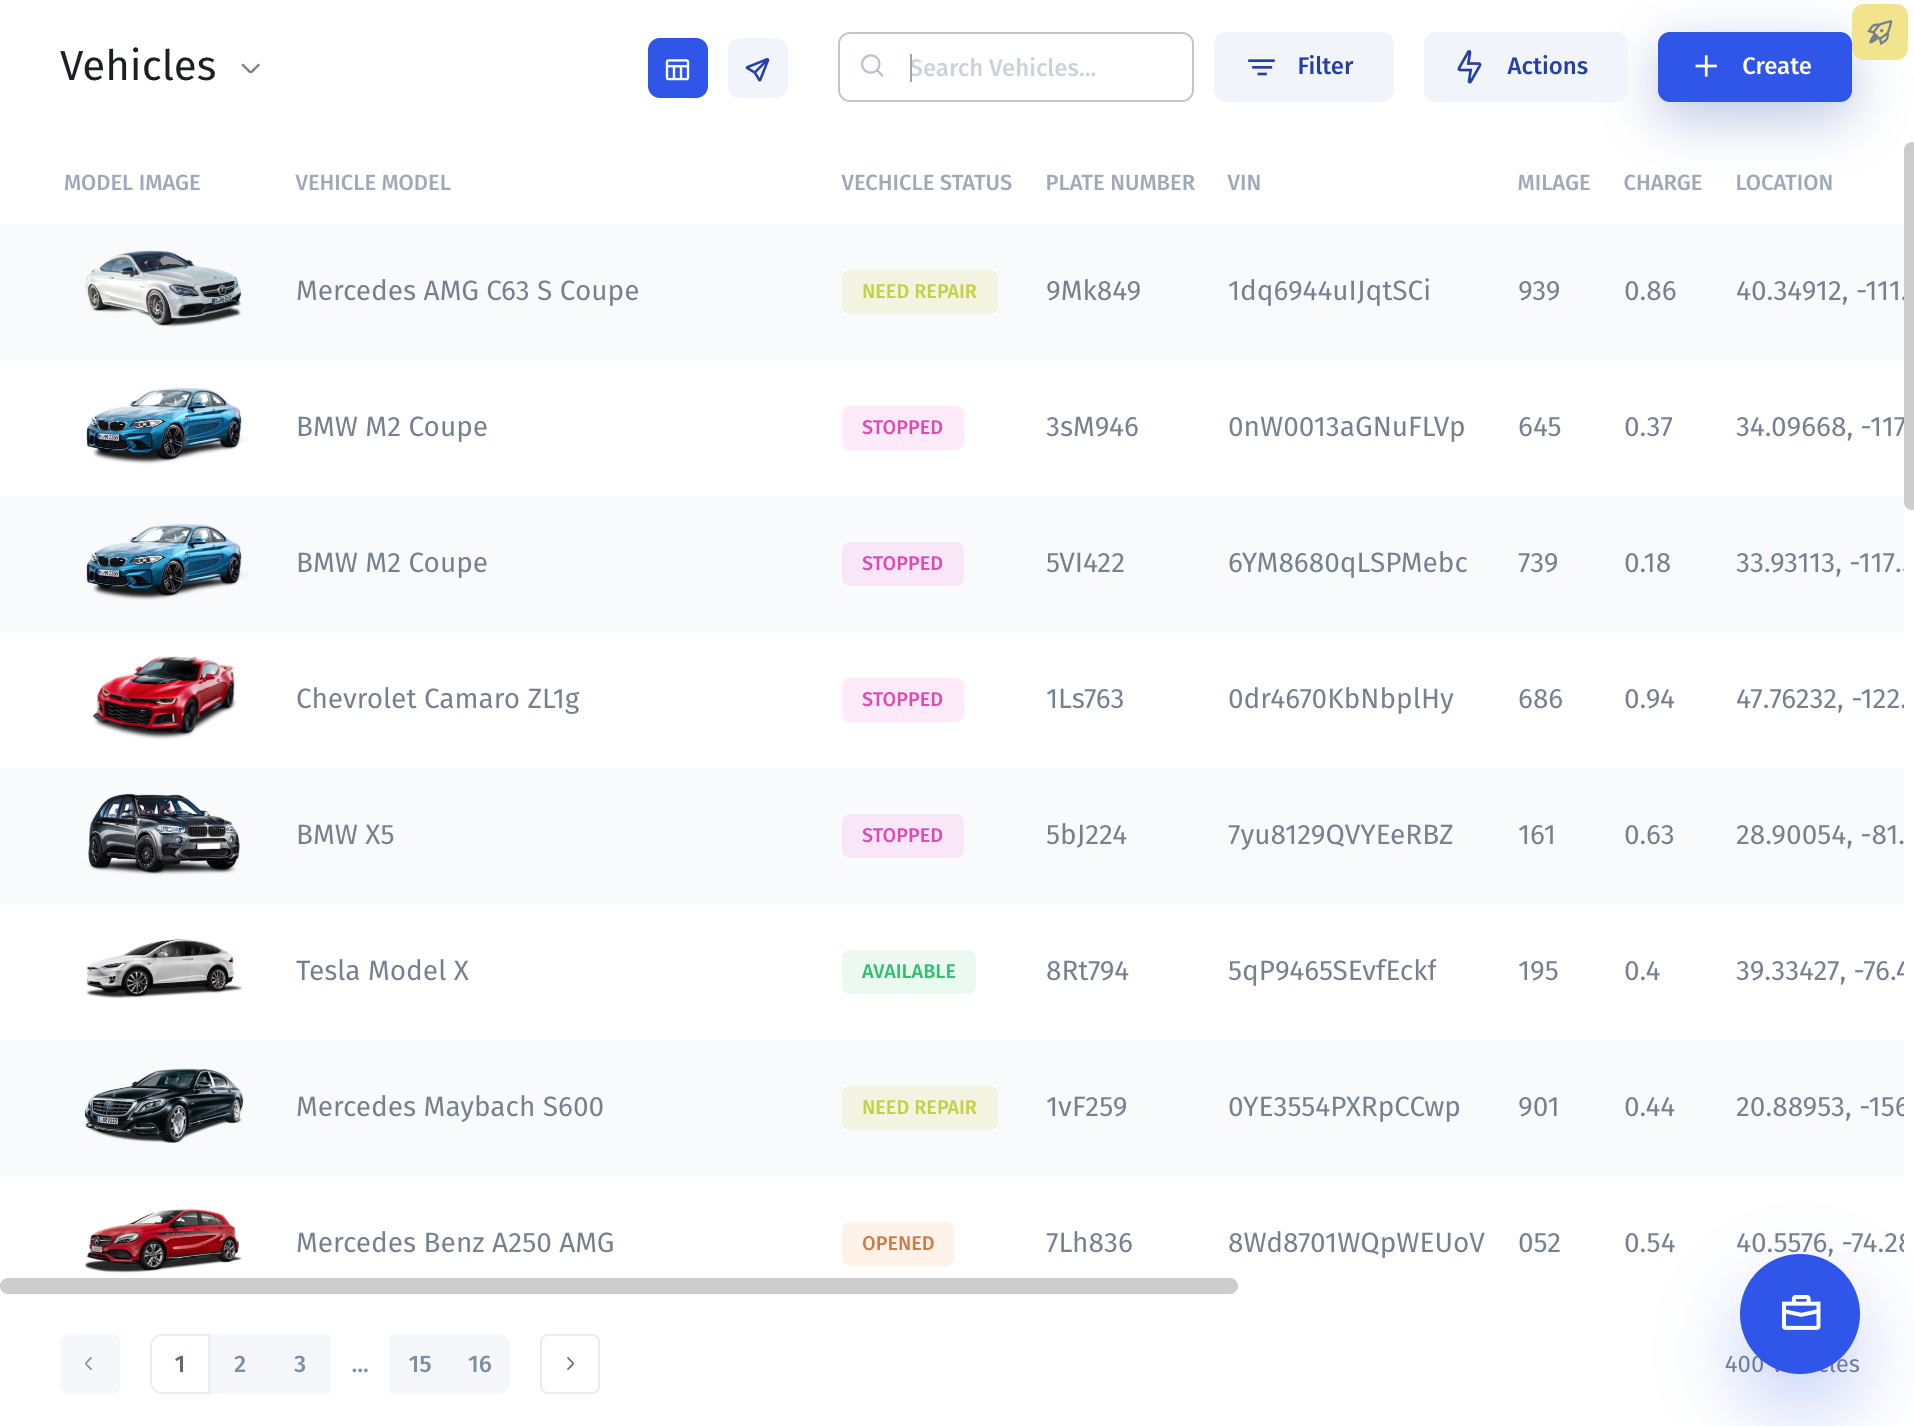 Vehicles
Search Vehicles...
Filter
Actions
Create
MODEL IMAGE VEHICLE MODEL VECHICLE STATUS PLATE NUMBER VIN MILAGE CHARGE LOCATION
Mercedes AMG C63 S Coupe NEED REPAIR 9Mk849 1dq6944uIJqtSCi 939 0.86 40.34912, -111.
BMW M2 Coupe STOPPED 3sM946 0nW0013aGNuFLVp 645 0.37 34.09668, -117
BMW M2 Coupe STOPPED 5VI422 6YM8680qLSPMebc 739 0.18 33.93113, -117.
Chevrolet Camaro ZL1g STOPPED 1Ls763 0dr4670KbNbplHy 686 0.94 47.76232, -122.
BMW X5 STOPPED 5bJ224 7yu8129QVYEeRBZ 161 0.63 28.90054, -81.
Tesla Model X AVAILABLE 8Rt794 5qP9465SEvfEckf 195 0.4 39.33427, -76.4
Mercedes Maybach S600 NEED REPAIR 1vF259 0YE3554PXRpCCwp 901 0.44 20.88953, -156
Mercedes Benz A250 AMG OPENED 7Lh836 8Wd8701WQpWEUoV 052 0.54 40.5576, -74.28
1 2 3 ... 15 16
400